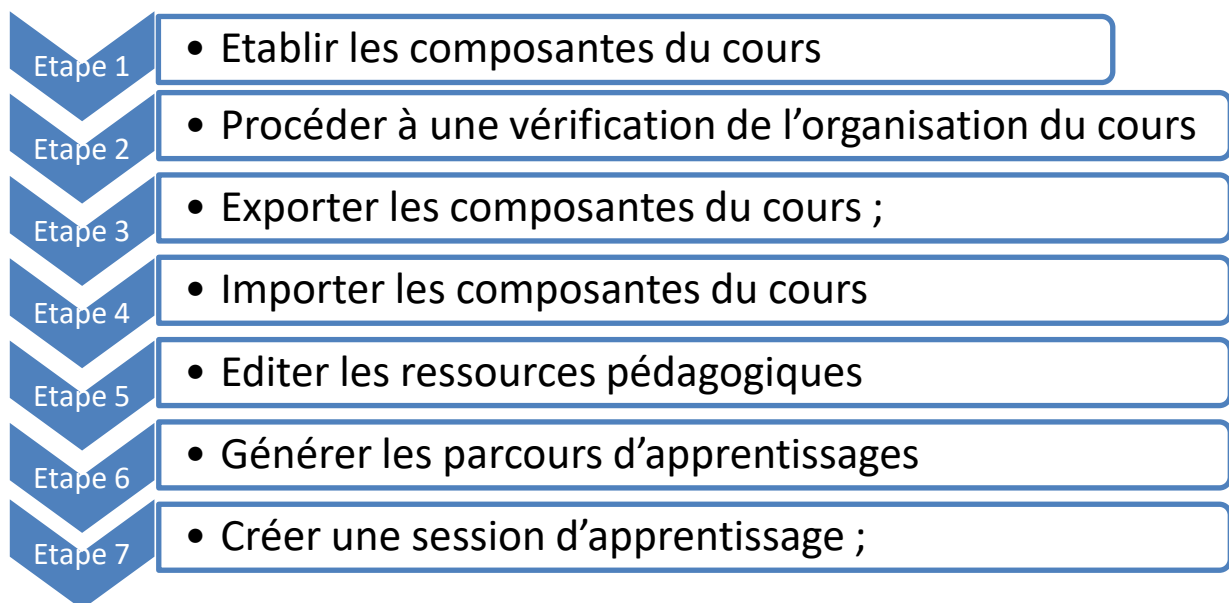 Etape 1
• Etablir les composantes du cours
Etape 2
• Procéder à une vérification de l’organisation du cours
Etape 3
• Exporter les composantes du cours ;
Etape 4
• Importer les composantes du cours
Etape 5
• Editer les ressources pédagogiques
Etape 6
• Générer les parcours d’apprentissages
Etape 7
• Créer une session d’apprentissage ;